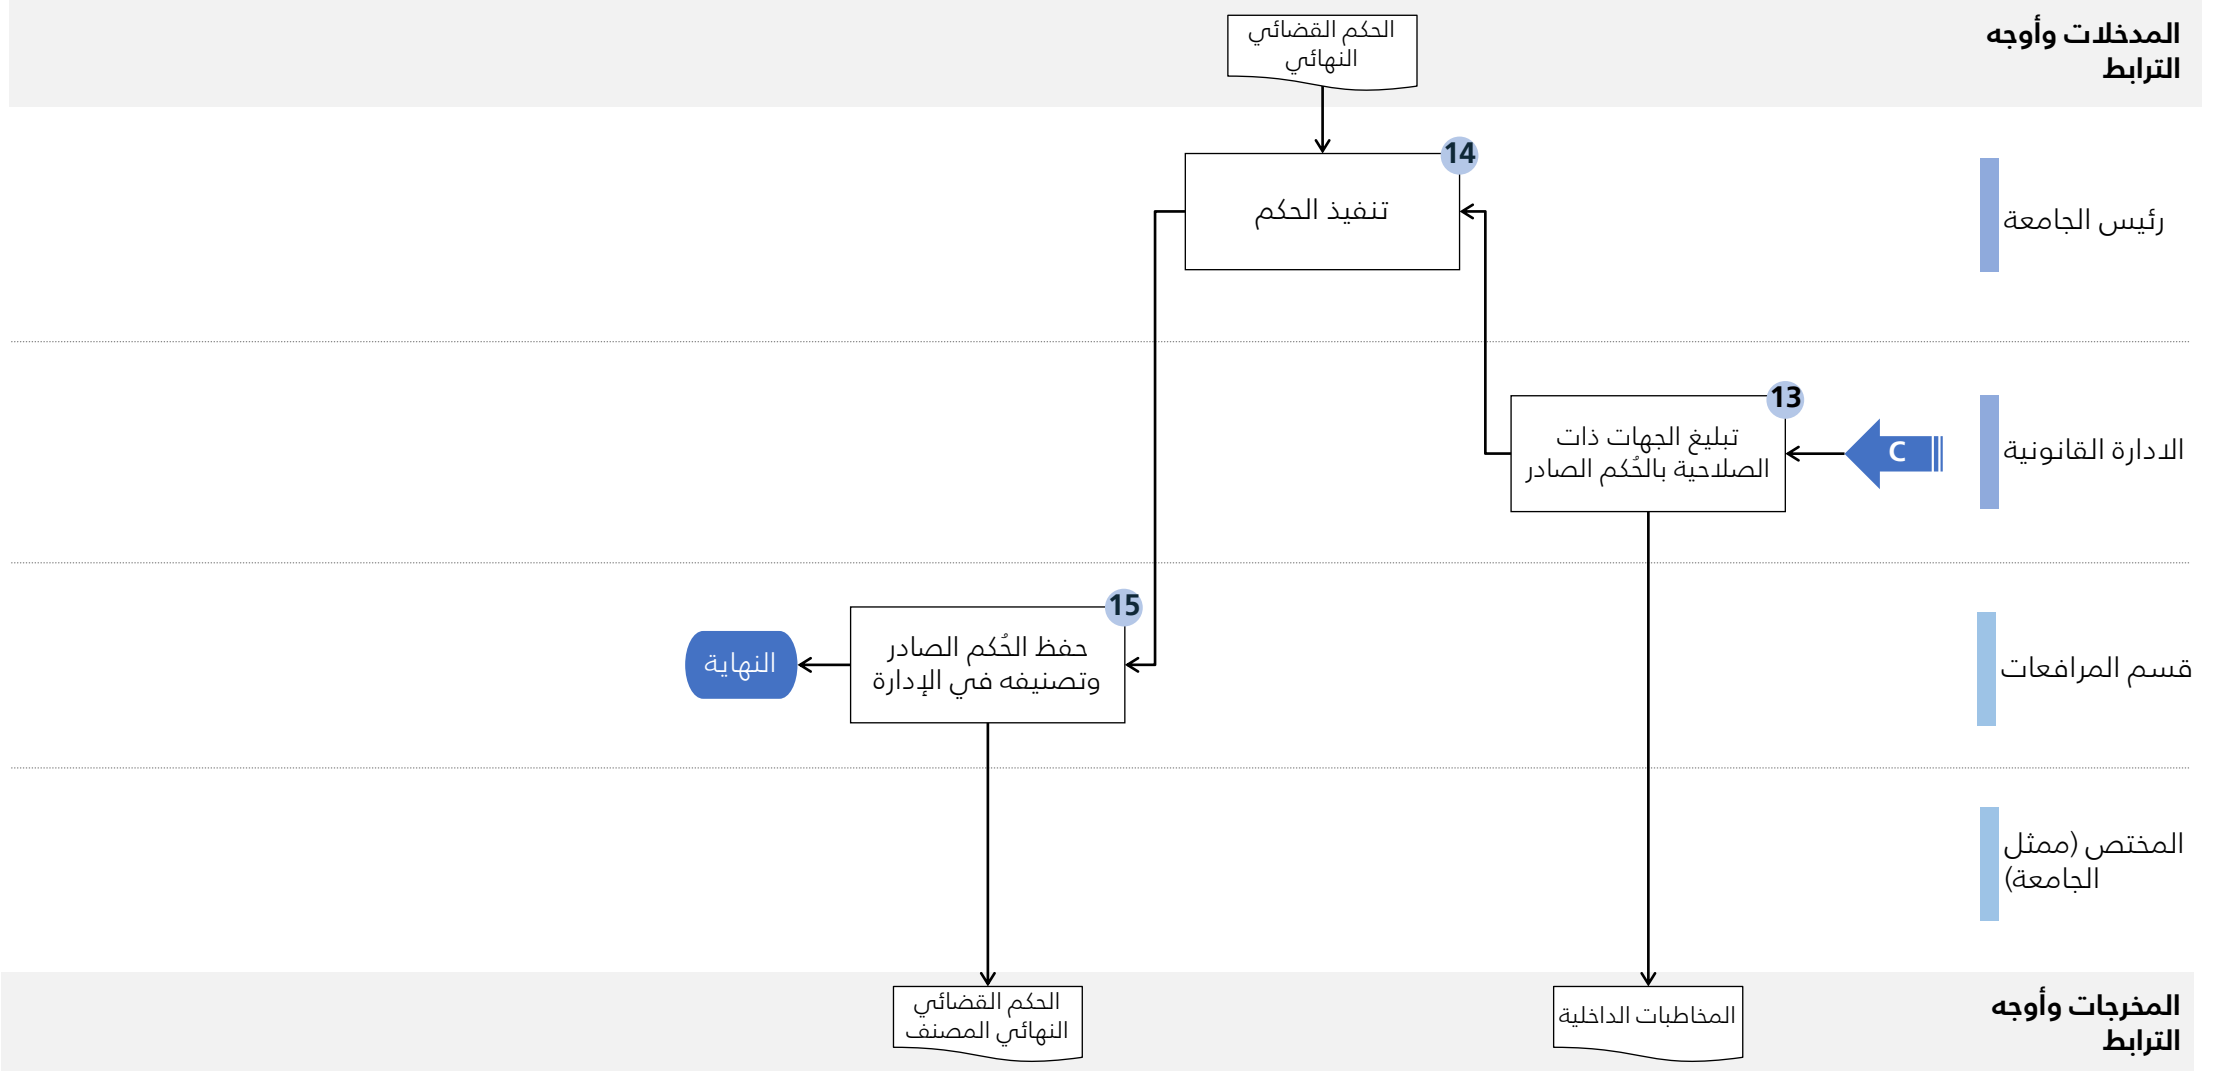 المدخلات وأوجه
الترابط
الحكم القضائي
النهائي
رئيس الجامعة
14
تنفيذ الحكم
الادارة القانونية
C
13
تبليغ الجهات ذات
الصلاحية بالحُكم الصادر
قسم المرافعات
15
حفظ الحُكم الصادر
وتصنيفه في الإدارة
النهاية
المختص (ممثل
الجامعة)
المخرجات وأوجه
الترابط
المخاطبات الداخلية
الحكم القضائي
النهائي المصنف